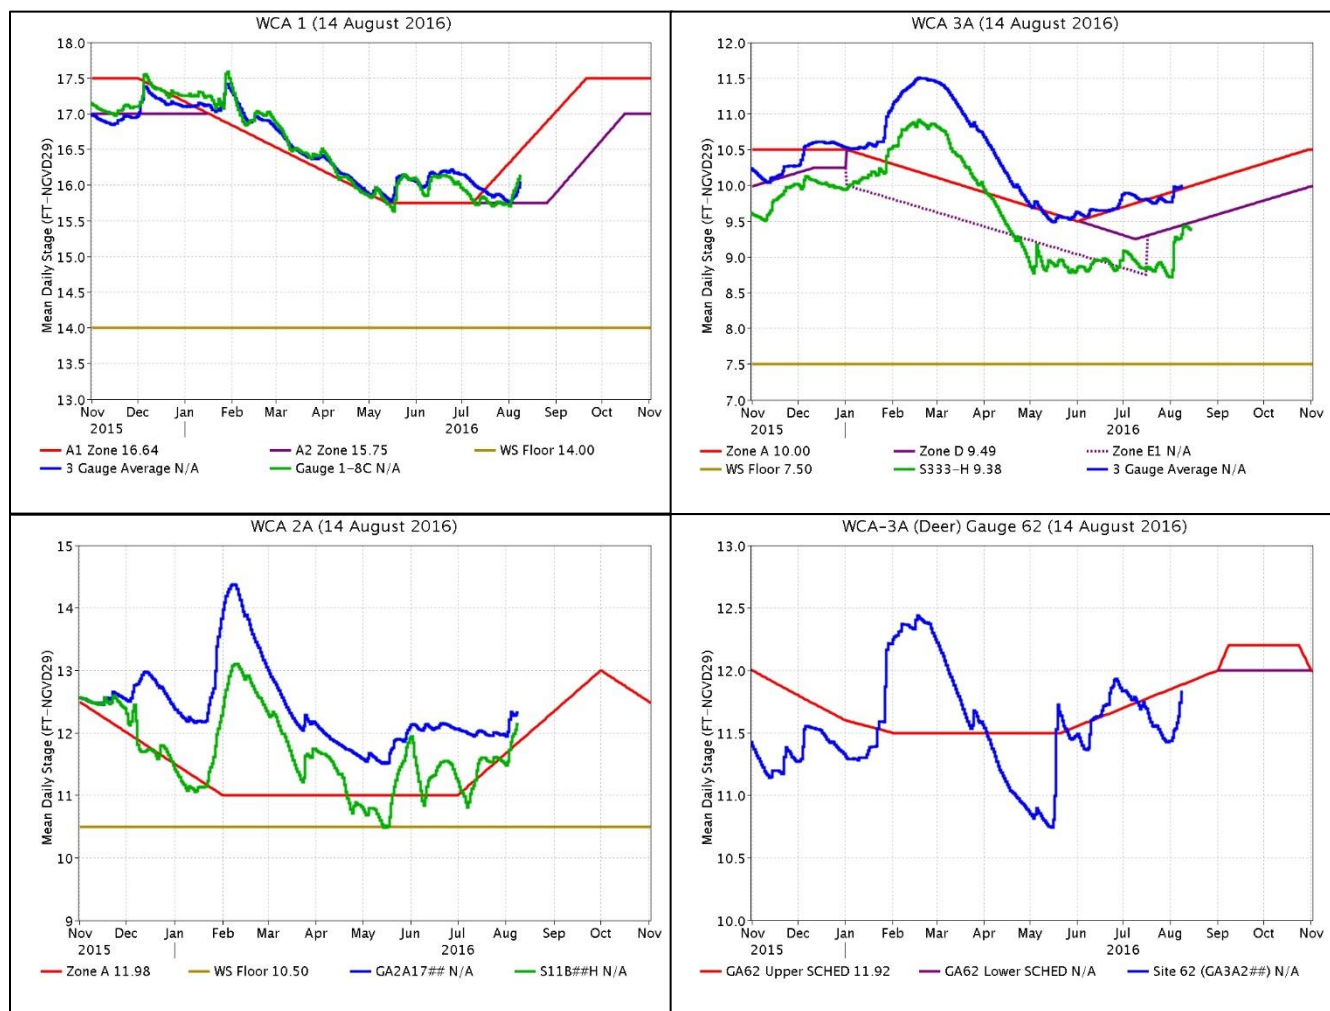 WCA 1 (14 August 2016)
Mean Daily Stage (FT-NGVD29)
18.0
17.5
17.0
16.5
16.0
15.5
15.0
14.5
14.0
13.5
13.0
Nov Dec Jan Feb Mar Apr May Jun Jul Aug Sep Oct Nov
2015 2016
A1 Zone 16.64 A2 Zone 15.75 WS Floor 14.00
3 Gauge Average N/A Gauge 1-8C N/A
WCA 3A (14 August 2016)
Mean Daily Stage (FT-NGVD29)
12.0
11.5
11.0
10.5
10.0
9.5
9.0
8.5
8.0
7.5
7.0
Nov Dec Jan Feb Mar Apr May Jun Jul Aug Sep Oct Nov
2015 2016
Zone A 10.00 Zone D 9.49 Zone E1 N/A
WS Floor 7.50 S333-H 9.38 3 Gauge Average N/A
WCA 2A (14 August 2016)
Mean Daily Stage (FT-NGVD29)
15
14
13
12
11
10
9
Nov Dec Jan Feb Mar Apr May Jun Jul Aug Sep Oct Nov
2015 2016
Zone A 11.98 WS Floor 10.50 GA2A17## N/A S11B##H N/A
WCA-3A (Deer) Gauge 62 (14 August 2016)
Mean Daily Stage (FT-NGVD29)
13.0
12.5
12.0
11.5
11.0
10.5
10.0
Nov Dec Jan Feb Mar Apr May Jun Jul Aug Sep Oct Nov
2015 2016
GA62 Upper SCHED 11.92 GA62 Lower SCHED N/A Site 62 (GA3A2##) N/A